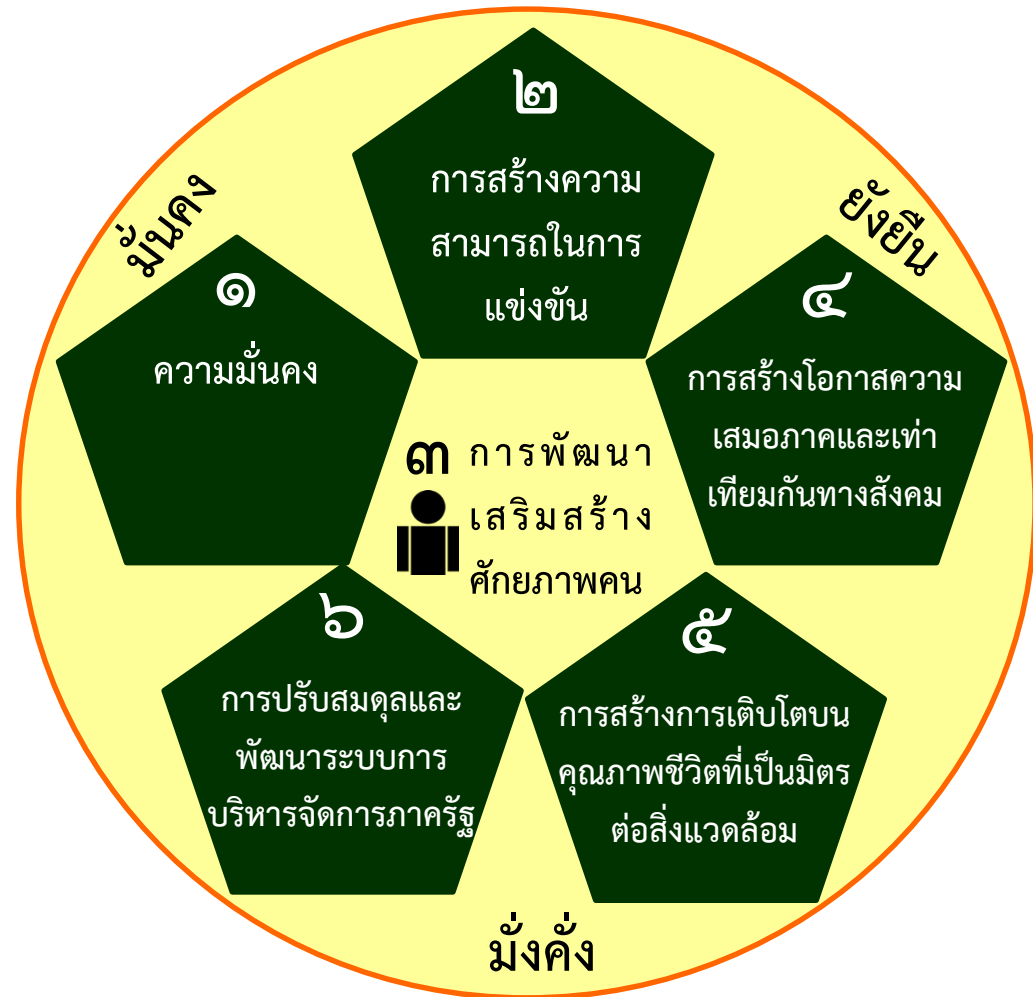 มั่นคง
ยั่งยืน
มั่งคั่ง
๑
ความมั่นคง
๒
การสร้างความ
สามารถในการ
แข่งขัน
๓ การพัฒนา
เสริมสร้าง
ศักยภาพคน
๔
การสร้างโอกาสความ
เสมอภาคและเท่า
เทียมกันทางสังคม
๕
การสร้างการเติบโตบน
คุณภาพชีวิตที่เป็นมิตร
ต่อสิ่งแวดล้อม
๖
การปรับสมดุลและ
พัฒนาระบบการ
บริหารจัดการภาครัฐ